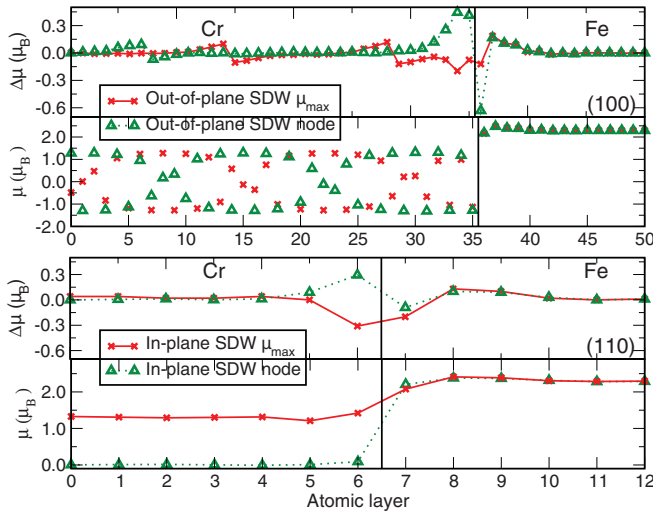 Cr Fe
Δμ (μB)
0.3
0.0
-0.3
-0.6
Out-of-plane SDW μmax
Out-of-plane SDW node
(100)
μ (μB)
2.0
1.0
0.0
-1.0
-2.0
0 5 10 15 20 25 30 35 40 45 50
Cr Fe
Δμ (μB)
0.3
0.0
-0.3
-0.6
In-plane SDW μmax
In-plane SDW node
(110)
μ (μB)
2.0
1.0
0.0
0 1 2 3 4 5 6 7 8 9 10 11 12
Atomic layer